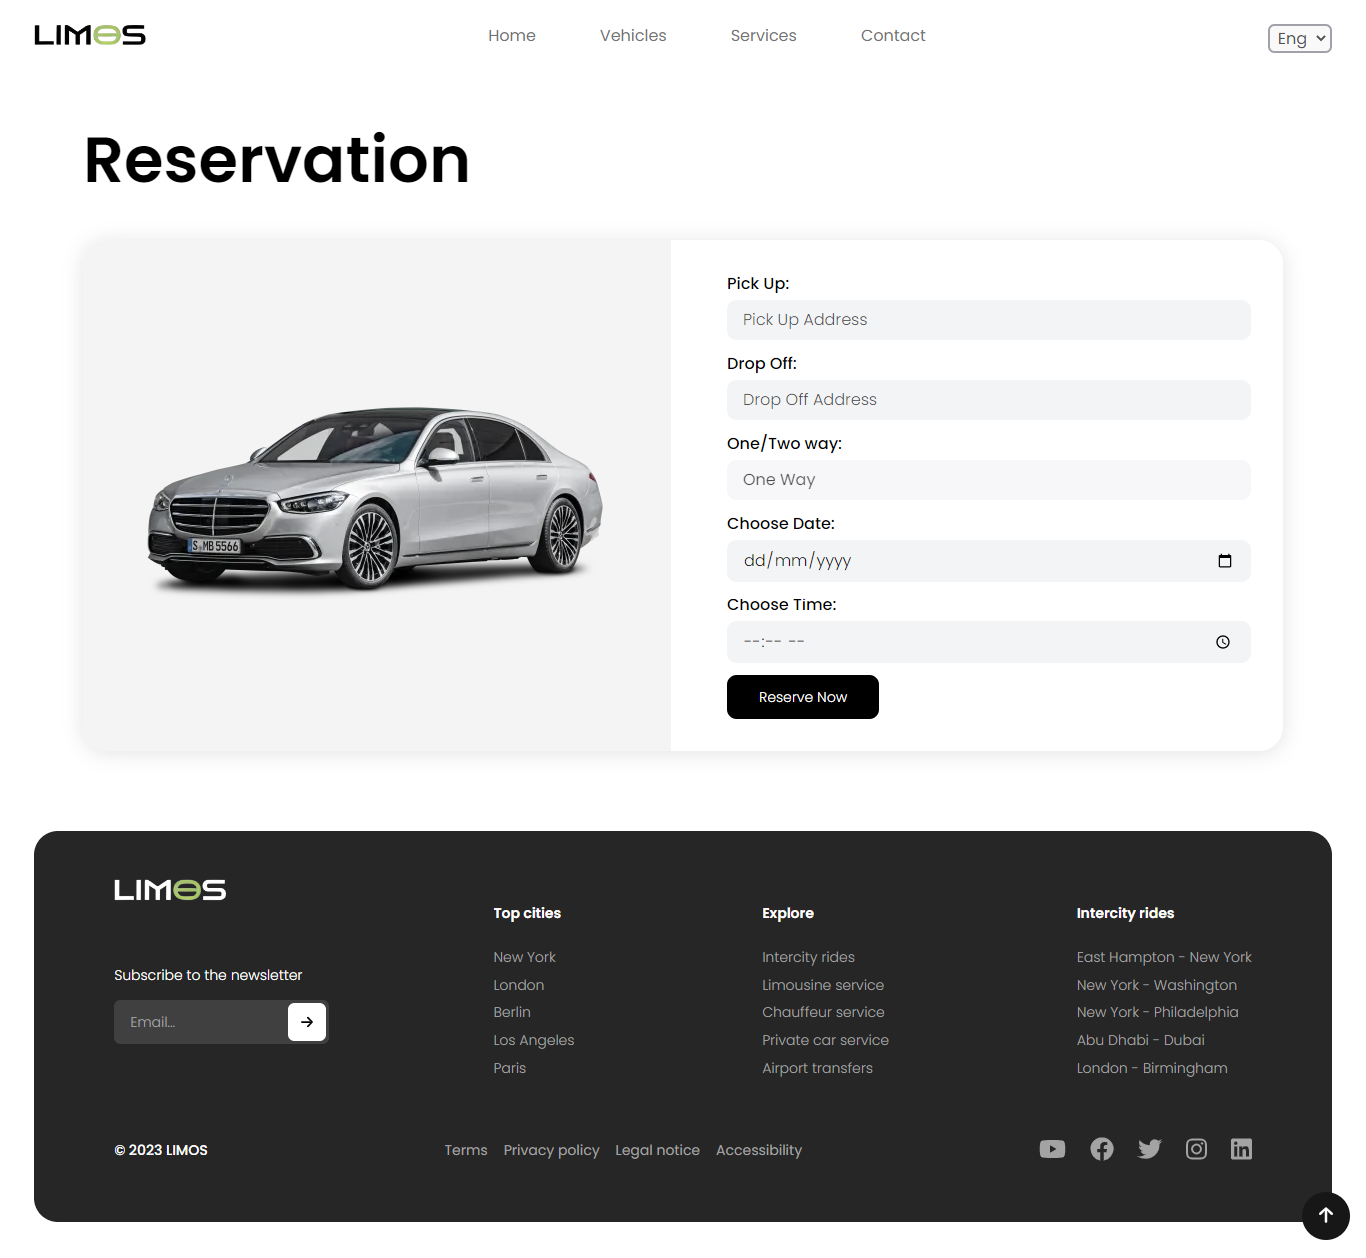 LIMOS
Home Vehicles Services Contact
Eng
Reservation
S MB 5566
Pick Up:
Pick Up Address
Drop Off:
Drop Off Address
One/Two way:
One Way
Choose Date:
dd/mm/yyyy
Choose Time:
--:-- --
Reserve Now
LIMOS
Subscribe to the newsletter
Email...
Top cities
New York
London
Berlin
Los Angeles
Paris
Explore
Intercity rides
Limousine service
Chauffeur service
Private car service
Airport transfers
Intercity rides
East Hampton - New York
New York - Washington
New York - Philadelphia
Abu Dhabi - Dubai
London - Birmingham
© 2023 LIMOS
Terms Privacy policy Legal notice Accessibility